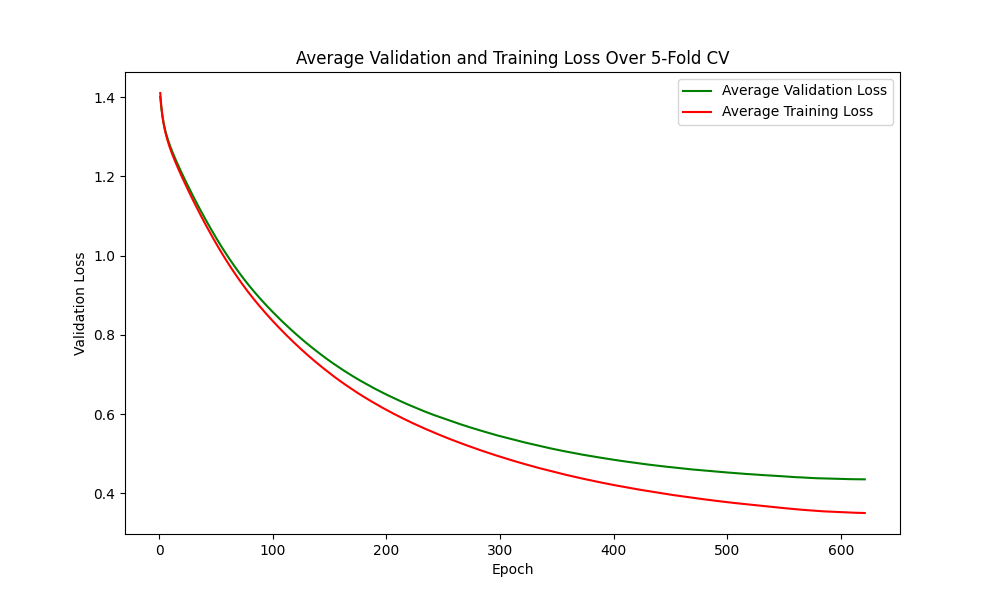 Average Validation and Training Loss Over 5-Fold CV
Average Validation Loss
Average Training Loss
Validation Loss
1.4
1.2
1.0
0.8
0.6
0.4
0 100 200 300 400 500 600
Epoch